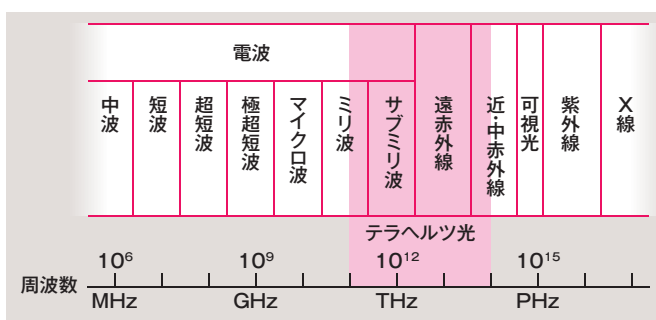 電波
中波
短波
超短波
極超短波
マイクロ波
ミリ波
サブミリ波
遠赤外線
近・中赤外線
可視光
紫外線
X線
テラヘルツ光
10⁶ 10⁹ 10¹² 10¹⁵
周波数
MHz GHz THz PHz